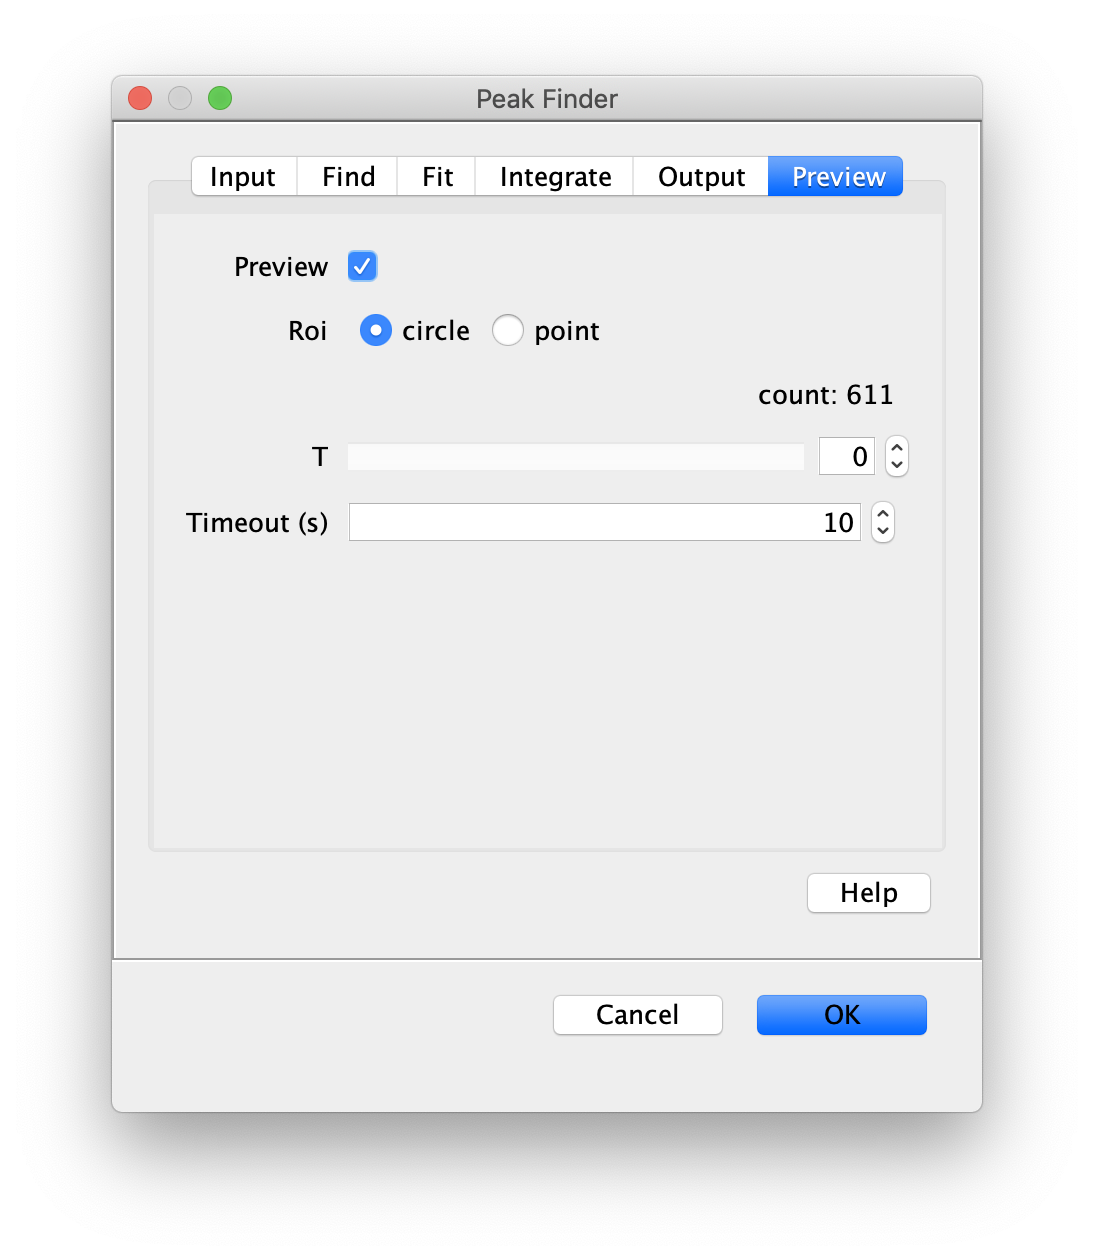 Peak Finder
Input Find Fit Integrate Output Preview
Preview
Roi circle point
count: 611
T 0
Timeout (s) 10
Help
Cancel OK